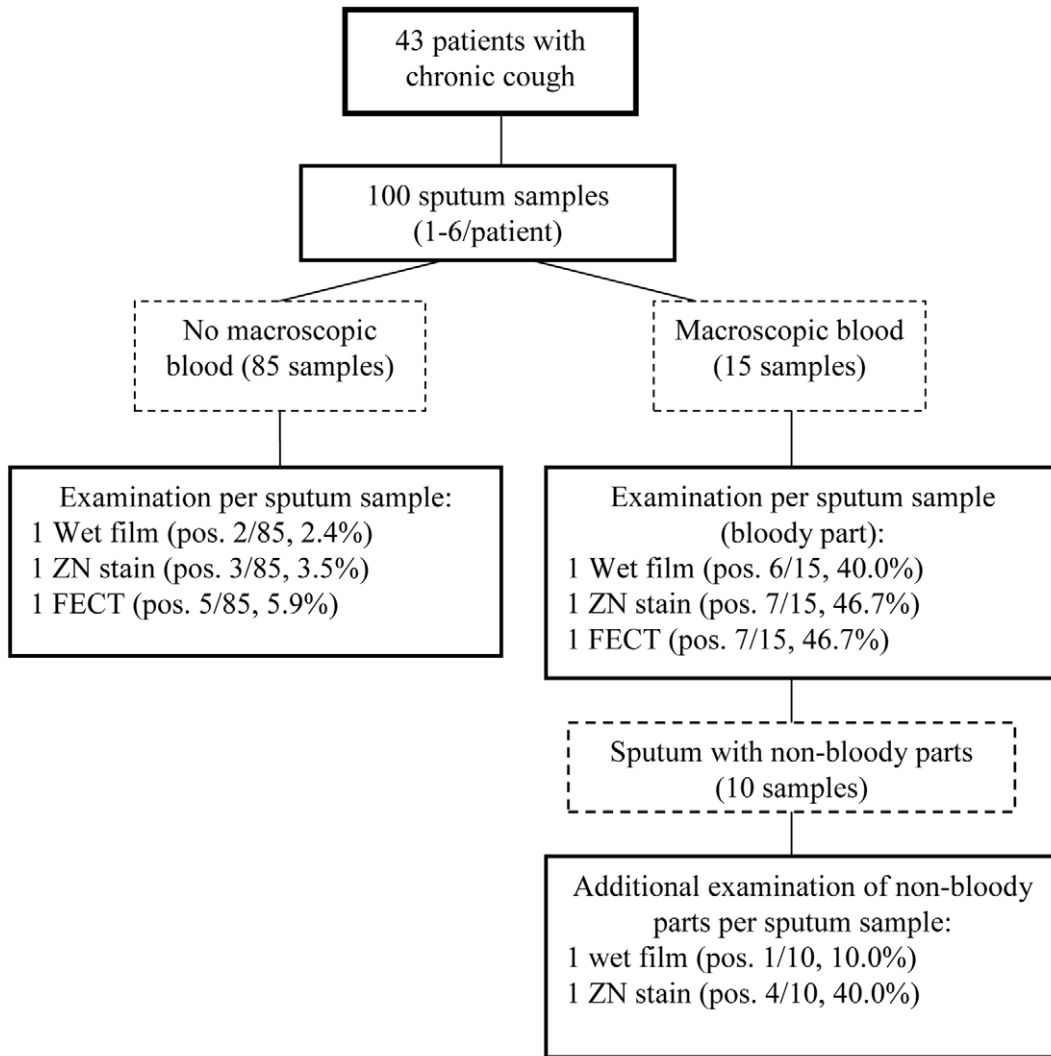 43 patients with
chronic cough
100 sputum samples
(1-6/patient)
No macroscopic
blood (85 samples)
Macroscopic blood
(15 samples)
Examination per sputum sample:
1 Wet film (pos. 2/85, 2.4%)
1 ZN stain (pos. 3/85, 3.5%)
1 FECT (pos. 5/85, 5.9%)
Examination per sputum sample
(bloody part):
1 Wet film (pos. 6/15, 40.0%)
1 ZN stain (pos. 7/15, 46.7%)
1 FECT (pos. 7/15, 46.7%)
Sputum with non-bloody parts
(10 samples)
Additional examination of non-bloody
parts per sputum sample:
1 wet film (pos. 1/10, 10.0%)
1 ZN stain (pos. 4/10, 40.0%)